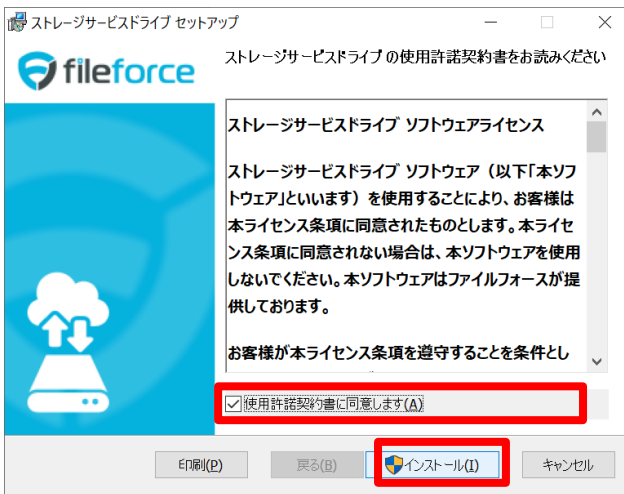 ストレージサービスドライブ セットアップ
fileforce
ストレージサービスドライブ の使用許諾契約書をお読みください
ストレージサービスドライブ ソフトウェアライセンス
ストレージサービスドライブ ソフトウェア（以下「本ソフ
トウェア」といいます）を使用することにより、お客様は
本ライセンス条項に同意されたものとします。本ライセ
ンス条項に同意されない場合は、本ソフトウェアを使用
しないでください。本ソフトウェアはファイルフォースが提
供しております。
お客様が本ライセンス条項を遵守することを条件とし
使用許諾契約書に同意します(A)
印刷(P)
戻る(B)
インストール(I)
キャンセル